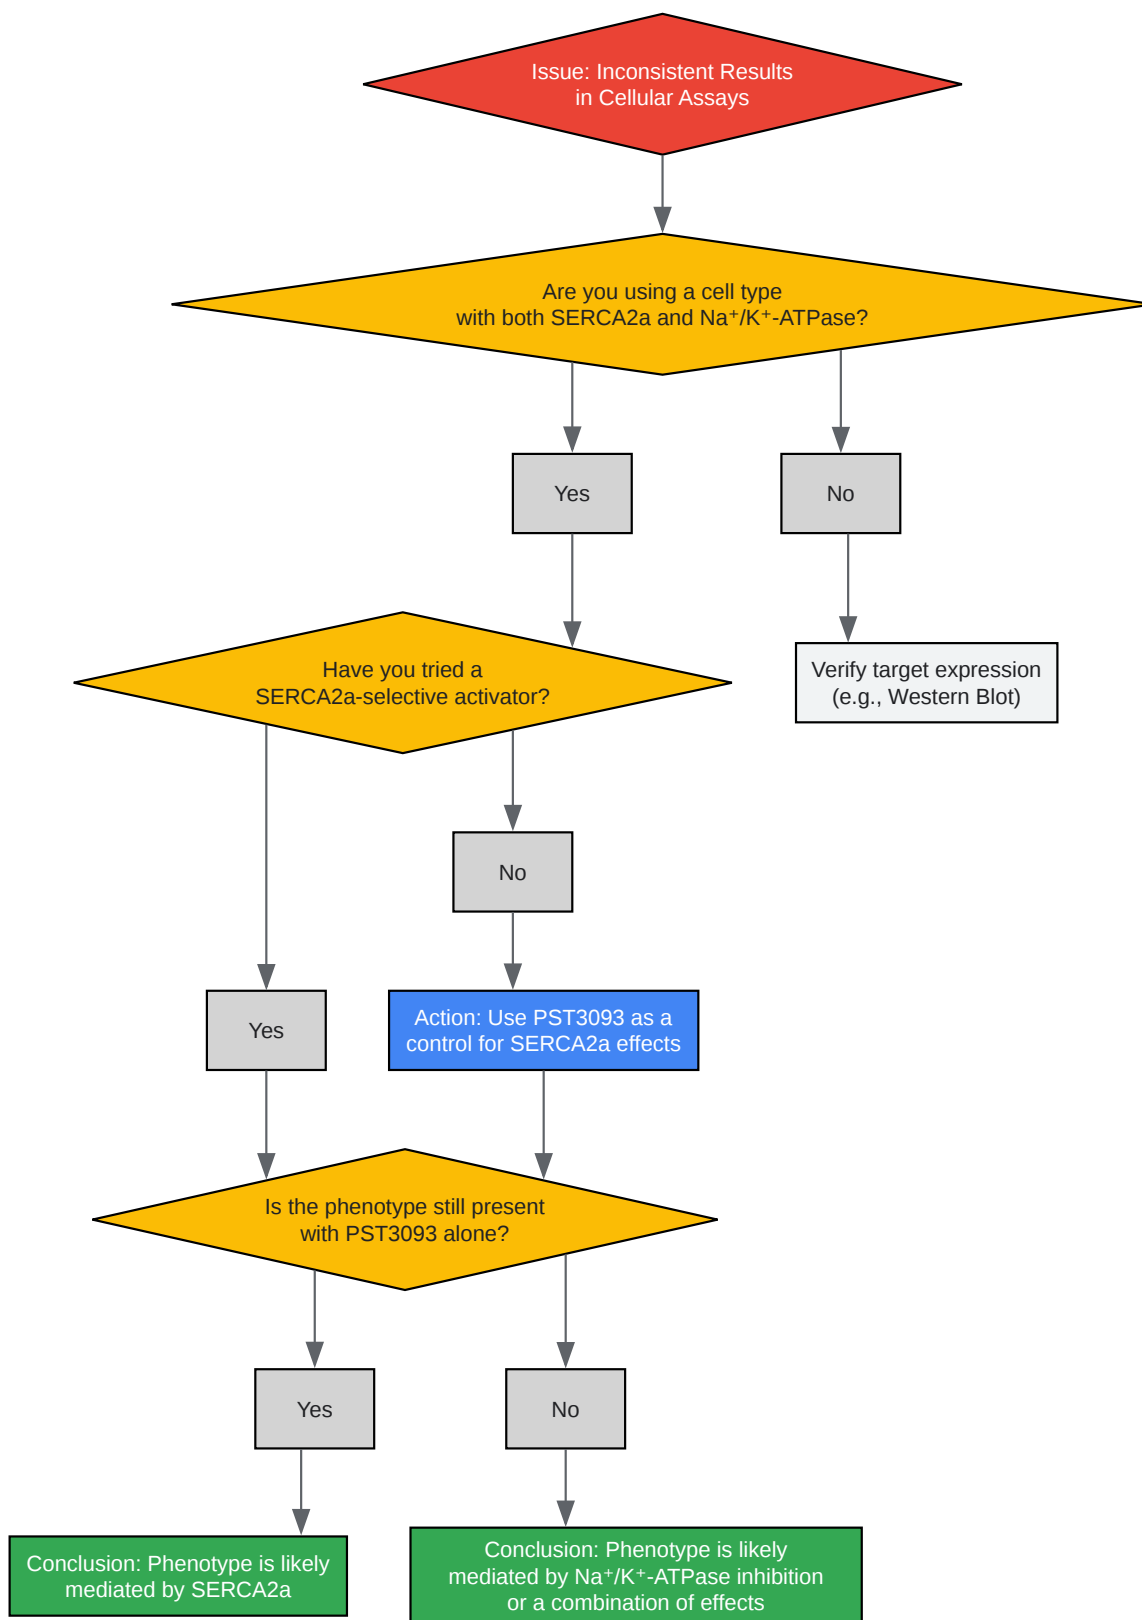 Issue: Inconsistent Results
in Cellular Assays
Are you using a cell type
with both SERCA2a and Na⁺/K⁺-ATPase?
Yes
No
Have you tried a
SERCA2a-selective activator?
Verify target expression
(e.g., Western Blot)
No
Yes
Action: Use PST3093 as a
control for SERCA2a effects
Is the phenotype still present
with PST3093 alone?
Yes
No
Conclusion: Phenotype is likely
mediated by SERCA2a
Conclusion: Phenotype is likely
mediated by Na⁺/K⁺-ATPase inhibition
or a combination of effects